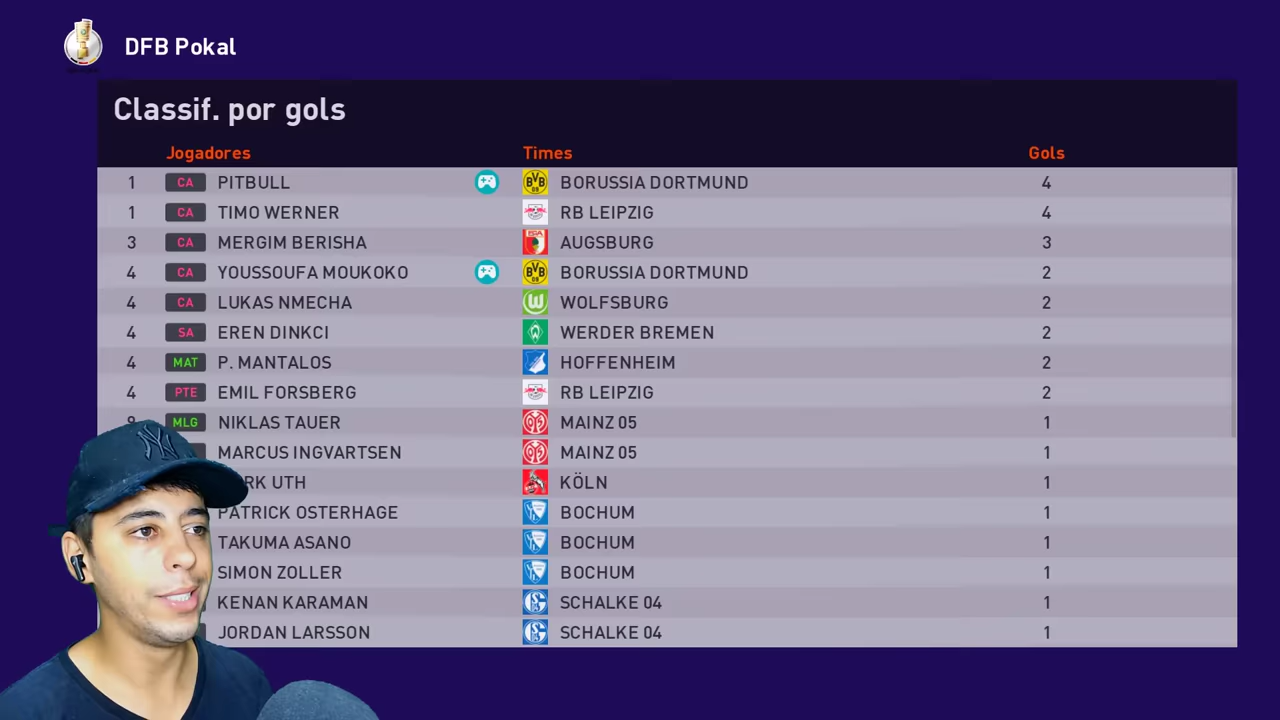 DFB Pokal
Classif. por gols
Jogadores Times Gols
1 CA PITBULL BORUSSIA DORTMUND 4
1 CA TIMO WERNER RB LEIPZIG 4
3 CA MERGIM BERISHA AUGSBURG 3
4 CA YOUSSOUFA MOUKOKO BORUSSIA DORTMUND 2
4 CA LUKAS NMECHA WOLFSBURG 2
4 SA EREN DINKCI WERDER BREMEN 2
4 MAT P. MANTALOS HOFFENHEIM 2
4 PTE EMIL FORSBERG RB LEIPZIG 2
9 MLG NIKLAS TAUER MAINZ 05 1
MARCUS INGVARTSEN MAINZ 05 1
UTH KÖLN 1
PATRICK OSTERHAGE BOCHUM 1
TAKUMA ASANO BOCHUM 1
SIMON ZOLLER BOCHUM 1
KENAN KARAMAN SCHALKE 04 1
JORDAN LARSSON SCHALKE 04 1